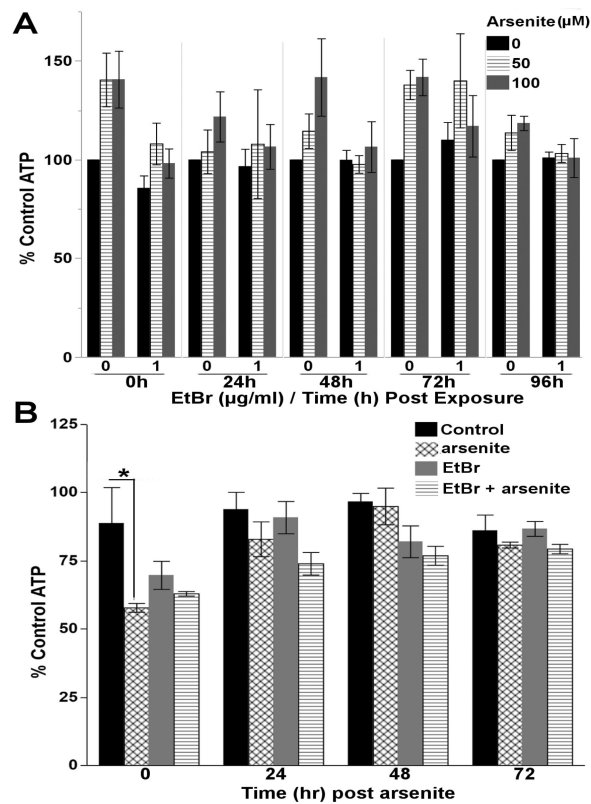 A
Arsenite (µM)
0
50
100
% Control ATP
150
100
50
0
0 1 0 1 0 1 0 1 0 1
0h 24h 48h 72h 96h
EtBr (µg/ml) / Time (h) Post Exposure
B
Control
arsenite
EtBr
EtBr + arsenite
*
% Control ATP
125
100
75
50
25
0
0 24 48 72
Time (hr) post arsenite